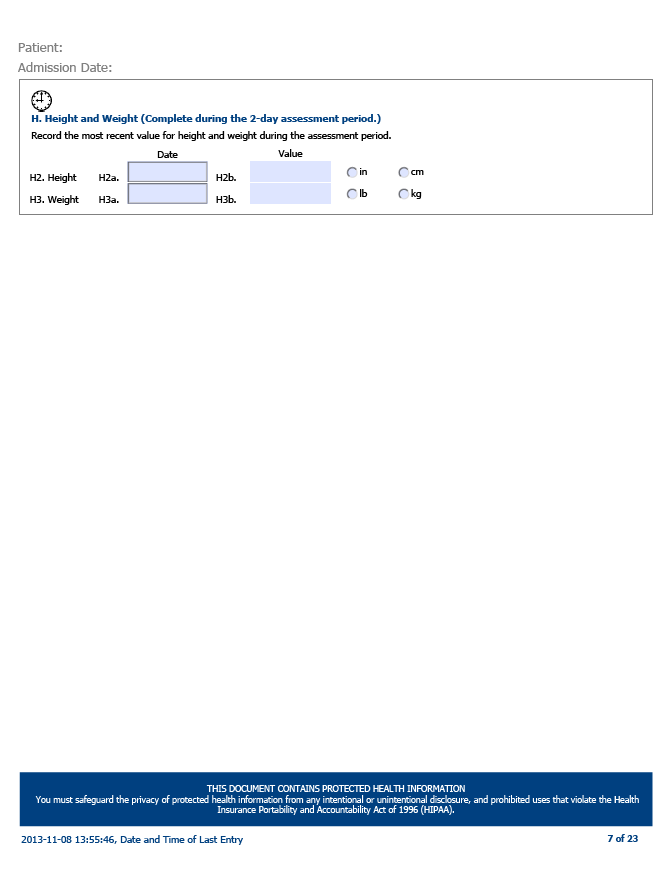 Patient:
Admission Date:
H. Height and Weight (Complete during the 2-day assessment period.)
Record the most recent value for height and weight during the assessment period.
Date Value
H2. Height H2a. H2b. in cm
H3. Weight H3a. H3b. lb kg
THIS DOCUMENT CONTAINS PROTECTED HEALTH INFORMATION
You must safeguard the privacy of protected health information from any intentional or unintentional disclosure, and prohibited uses that violate the Health
Insurance Portability and Accountability Act of 1996 (HIPAA).
2013-11-08 13:55:46, Date and Time of Last Entry 7 of 23